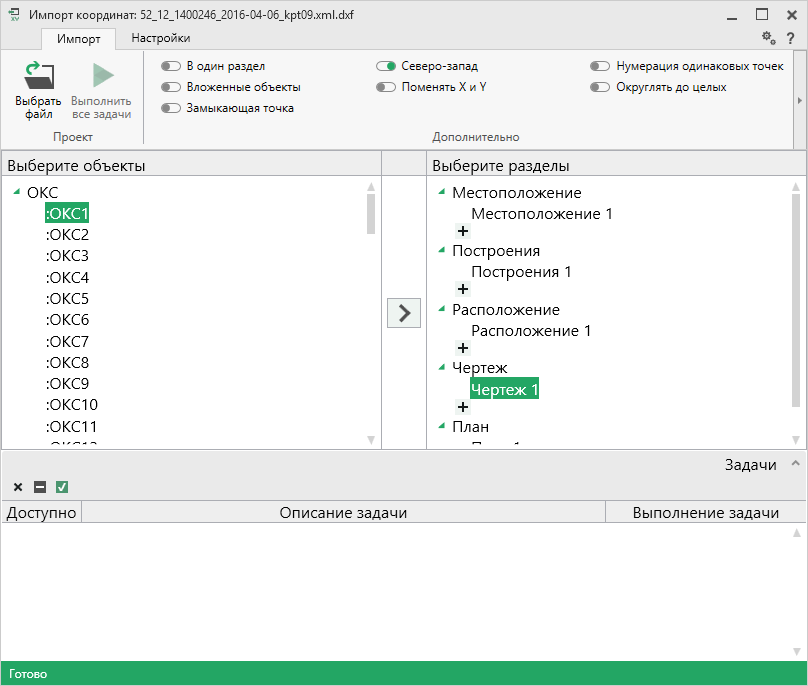 Импорт координат: 52_12_1400246_2016-04-06_kpt09.xml.dxf
Импорт
Настройки
?
Выбрать файл
Выполнить все задачи
Проект
В один раздел
Вложенные объекты
Замыкающая точка
Северо-запад
Поменять X и Y
Нумерация одинаковых точек
Округлять до целых
Дополнительно
Выберите объекты
ОКС
:ОКС1
:ОКС2
:ОКС3
:ОКС4
:ОКС5
:ОКС6
:ОКС7
:ОКС8
:ОКС9
:ОКС10
:ОКС11
Выберите разделы
Местоположение
Местоположение 1
+
Построения
Построения 1
+
Расположение
Расположение 1
+
Чертеж
Чертеж 1
+
План
Задачи
Доступно
Описание задачи
Выполнение задачи
Готово